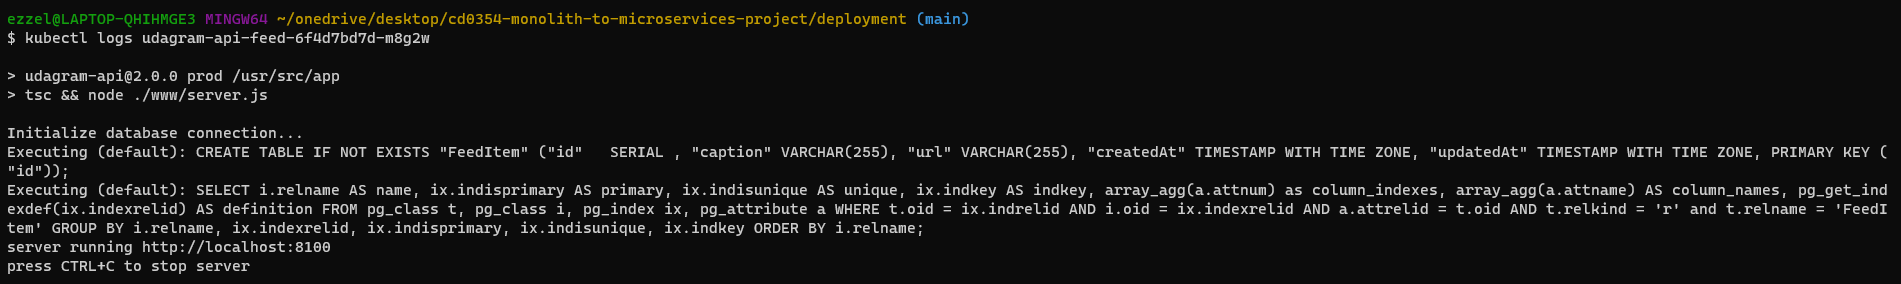 ezzel@LAPTOP-QHIHMGE3 MINGW64 ~/onedrive/desktop/cd0354-monolith-to-microservices-project/deployment (main)
$ kubectl logs udagram-api-feed-6f4d7bd7d-m8g2w
> udagram-api@2.0.0 prod /usr/src/app
> tsc && node ./www/server.js
Initialize database connection...
Executing (default): CREATE TABLE IF NOT EXISTS "FeedItem" ("id"   SERIAL , "caption" VARCHAR(255), "url" VARCHAR(255), "createdAt" TIMESTAMP WITH TIME ZONE, "updatedAt" TIMESTAMP WITH TIME ZONE, PRIMARY KEY (
"id"));
Executing (default): SELECT i.relname AS name, ix.indisprimary AS primary, ix.indisunique AS unique, ix.indkey AS indkey, array_agg(a.attnum) as column_indexes, array_agg(a.attname) AS column_names, pg_get_ind
exdef(ix.indexrelid) AS definition FROM pg_class t, pg_class i, pg_index ix, pg_attribute a WHERE t.oid = ix.indrelid AND i.oid = ix.indexrelid AND a.attrelid = t.oid AND t.relkind = 'r' and t.relname = 'FeedI
tem' GROUP BY i.relname, ix.indexrelid, ix.indisprimary, ix.indisunique, ix.indkey ORDER BY i.relname;
server running http://localhost:8100
press CTRL+C to stop server